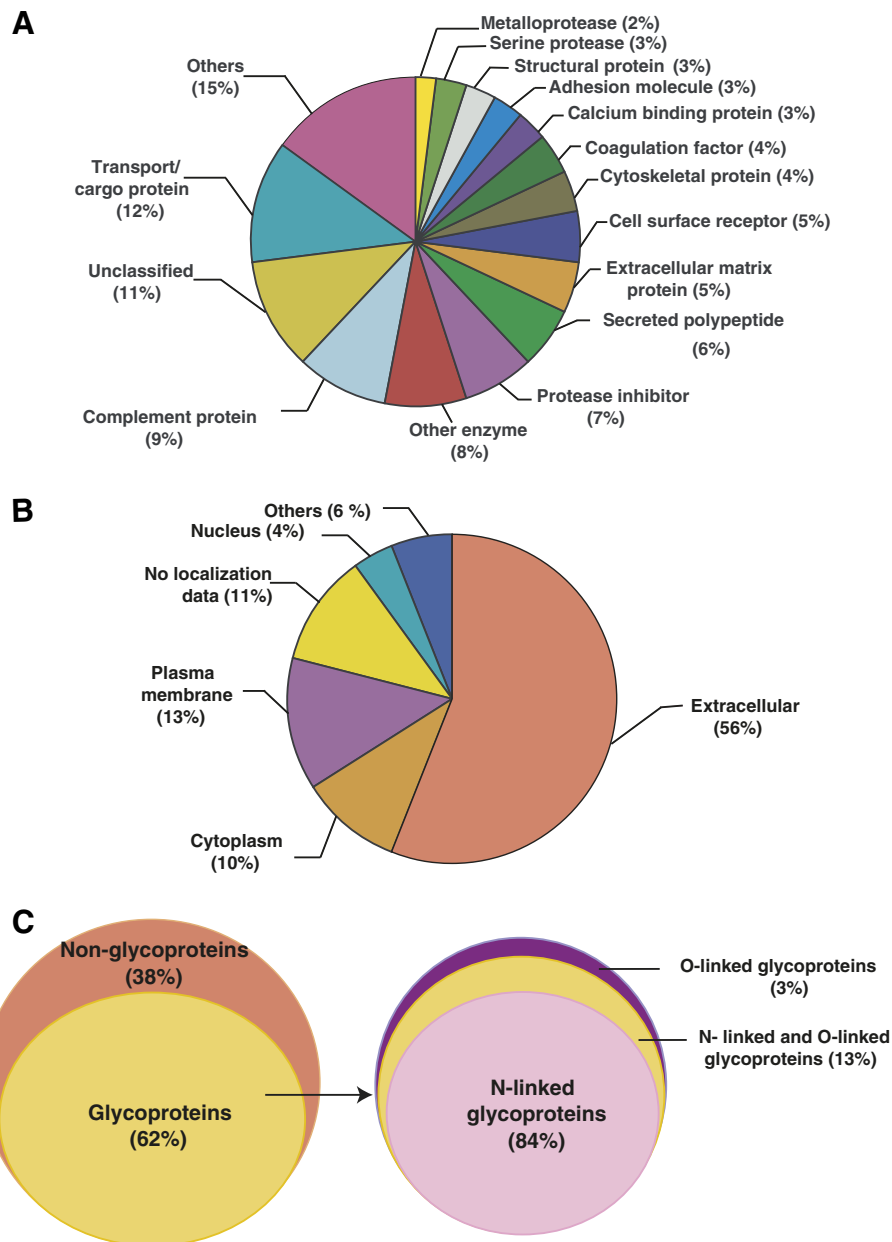 A
Metalloprotease (2%)
Serine protease (3%)
Structural protein (3%)
Adhesion molecule (3%)
Calcium binding protein (3%)
Coagulation factor (4%)
Cytoskeletal protein (4%)
Cell surface receptor (5%)
Extracellular matrix
protein (5%)
Secreted polypeptide
(6%)
Protease inhibitor
(7%)
Other enzyme
(8%)
Complement protein
(9%)
Unclassified
(11%)
Transport/
cargo protein
(12%)
Others
(15%)
B
Others (6 %)
Nucleus (4%)
No localization
data (11%)
Plasma
membrane
(13%)
Cytoplasm
(10%)
Extracellular
(56%)
C
Non-glycoproteins
(38%)
Glycoproteins
(62%)
O-linked glycoproteins
(3%)
N- linked and O-linked
glycoproteins (13%)
N-linked
glycoproteins
(84%)